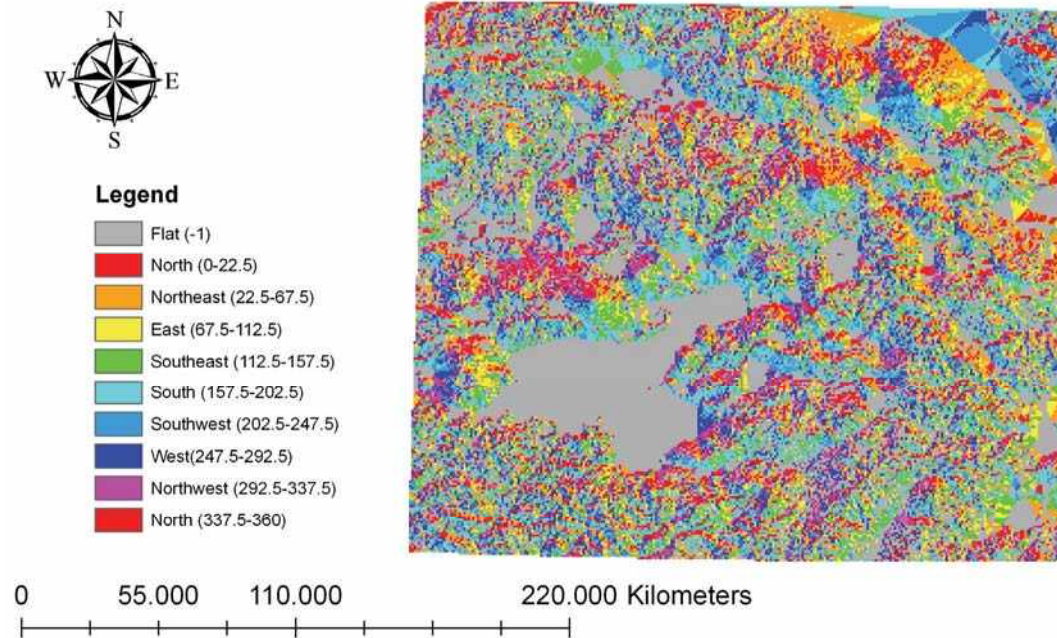 N
W E
S
Legend
Flat (-1)
North (0-22.5)
Northeast (22.5-67.5)
East (67.5-112.5)
Southeast (112.5-157.5)
South (157.5-202.5)
Southwest (202.5-247.5)
West(247.5-292.5)
Northwest (292.5-337.5)
North (337.5-360)
0 55.000 110.000 220.000 Kilometers